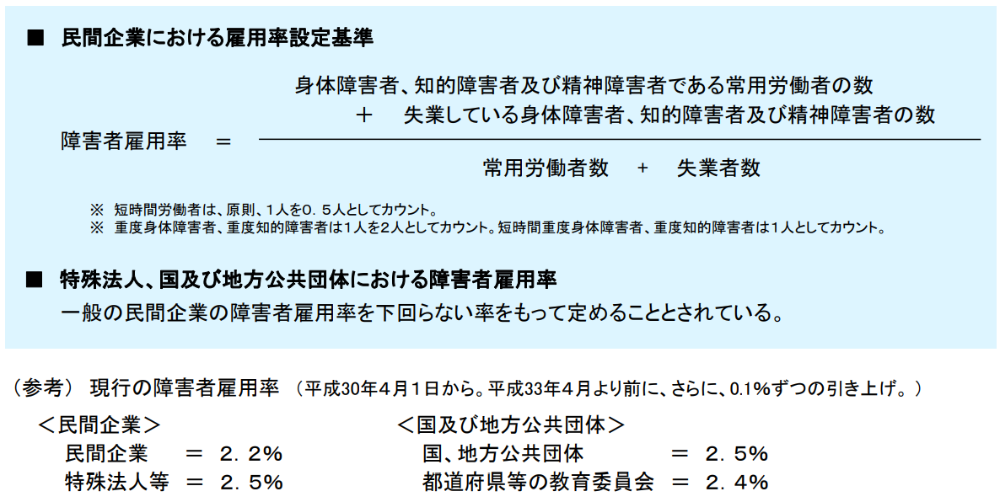 ■ 民間企業における雇用率設定基準
身体障害者、知的障害者及び精神障害者である常用労働者の数
＋ 失業している身体障害者、知的障害者及び精神障害者の数
障害者雇用率 ＝
常用労働者数 + 失業者数
※ 短時間労働者は、原則、１人を０．５人としてカウント。
※ 重度身体障害者、重度知的障害者は１人を２人としてカウント。短時間重度身体障害者、重度知的障害者は１人としてカウント。
■ 特殊法人、国及び地方公共団体における障害者雇用率
一般の民間企業の障害者雇用率を下回らない率をもって定めることとされている。
（参考） 現行の障害者雇用率 （平成30年４月１日から。平成33年４月より前に、さらに、0.1％ずつの引き上げ。）
＜民間企業＞ ＜国及び地方公共団体＞
民間企業 ＝ ２．２％ 国、地方公共団体 ＝ ２．５％
特殊法人等 ＝ ２．５％ 都道府県等の教育委員会 ＝ ２．４％